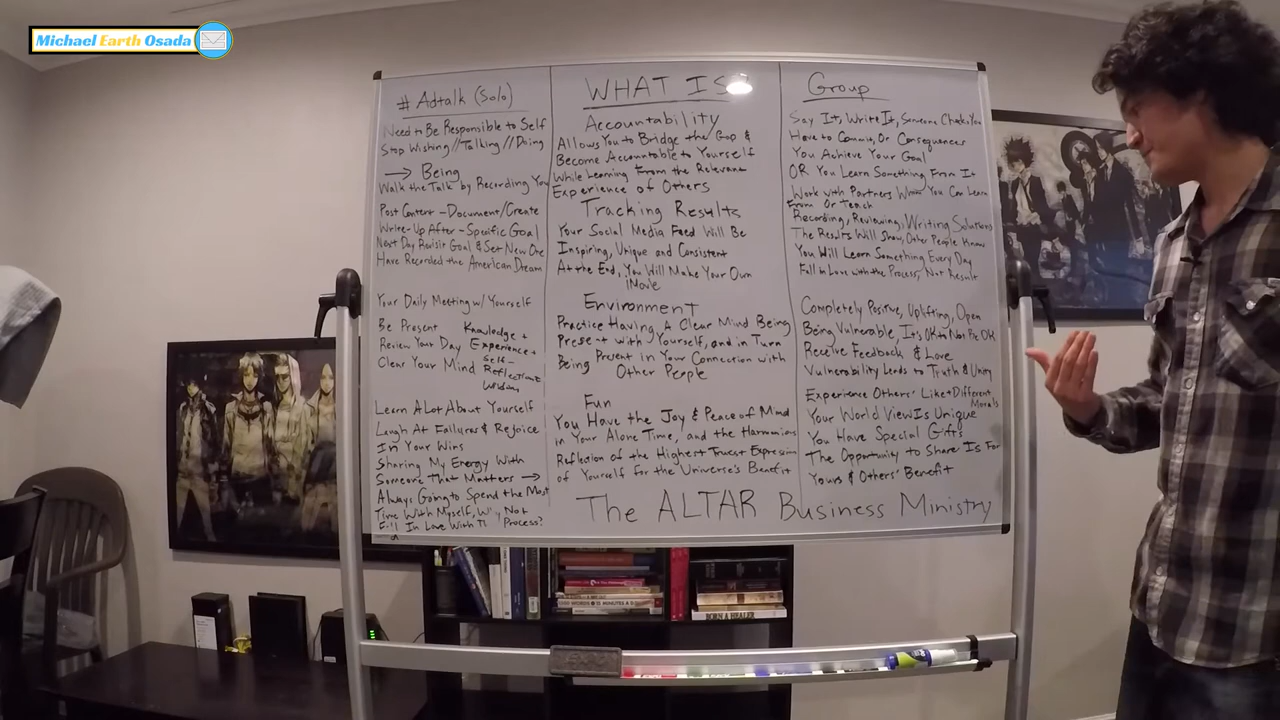 Michael Earth Osada
# Adtalk (Solo)
Need to Be Responsible to Self
Stop Wishing//Talking//Doing
→ Being
Walk the Talk by Recording You
Post Content - Document/Create
Write-Up After - Specific Goal
Next Day Revisit Goal & Set New One
Have Recorded the American Dream
Your Daily Meeting w/ Yourself
Be Present
Review Your Day
Clear Your Mind
Knowledge +
Experience +
Self-
Reflection =
Wisdom
Learn A Lot About Yourself
Laugh At Failures & Rejoice
In Your Wins
Sharing My Energy With
Someone That Matters →
Always Going to Spend the Most
Time With Myself, Why Not
Fall In Love With Process?
WHAT IS
Accountability
Allows You to Bridge the Gap &
Become Accountable to Yourself
While Learning From the Relevant
Experience of Others
Tracking Results
Your Social Media Feed Will Be
Inspiring, Unique and Consistent
At the End, You Will Make Your Own
iMovie
Environment
Practice Having A Clear Mind Being
Present with Yourself, and in Turn
Being Present in Your Connection with
Other People
Fun
You Have the Joy & Peace of Mind
in Your Alone Time, and the Harmonious
Reflection of the Highest Truest Expression
of Yourself for the Universe's Benefit
The ALTAR Business Ministry
Group
Say It, Write It, Someone Checks You
Have to Commit, Or Consequences
You Achieve Your Goal
OR You Learn Something From It
Work with Partners Whom You Can Learn
From Or Teach
Recording, Reviewing, Writing Solutions
The Results Will Show, Other People Know
You Will Learn Something Every Day
Fall in Love with the Process, Not Result
Completely Positive, Uplifting, Open
Being Vulnerable, It's OK to Not Be OK
Receive Feedback & Love
Vulnerability Leads to Truth & Unity
Experience Others' Like + Different
Morals
Your World View Is Unique
You Have Special Gifts
The Opportunity to Share Is For
Yours & Others' Benefit
BORN A HEALER